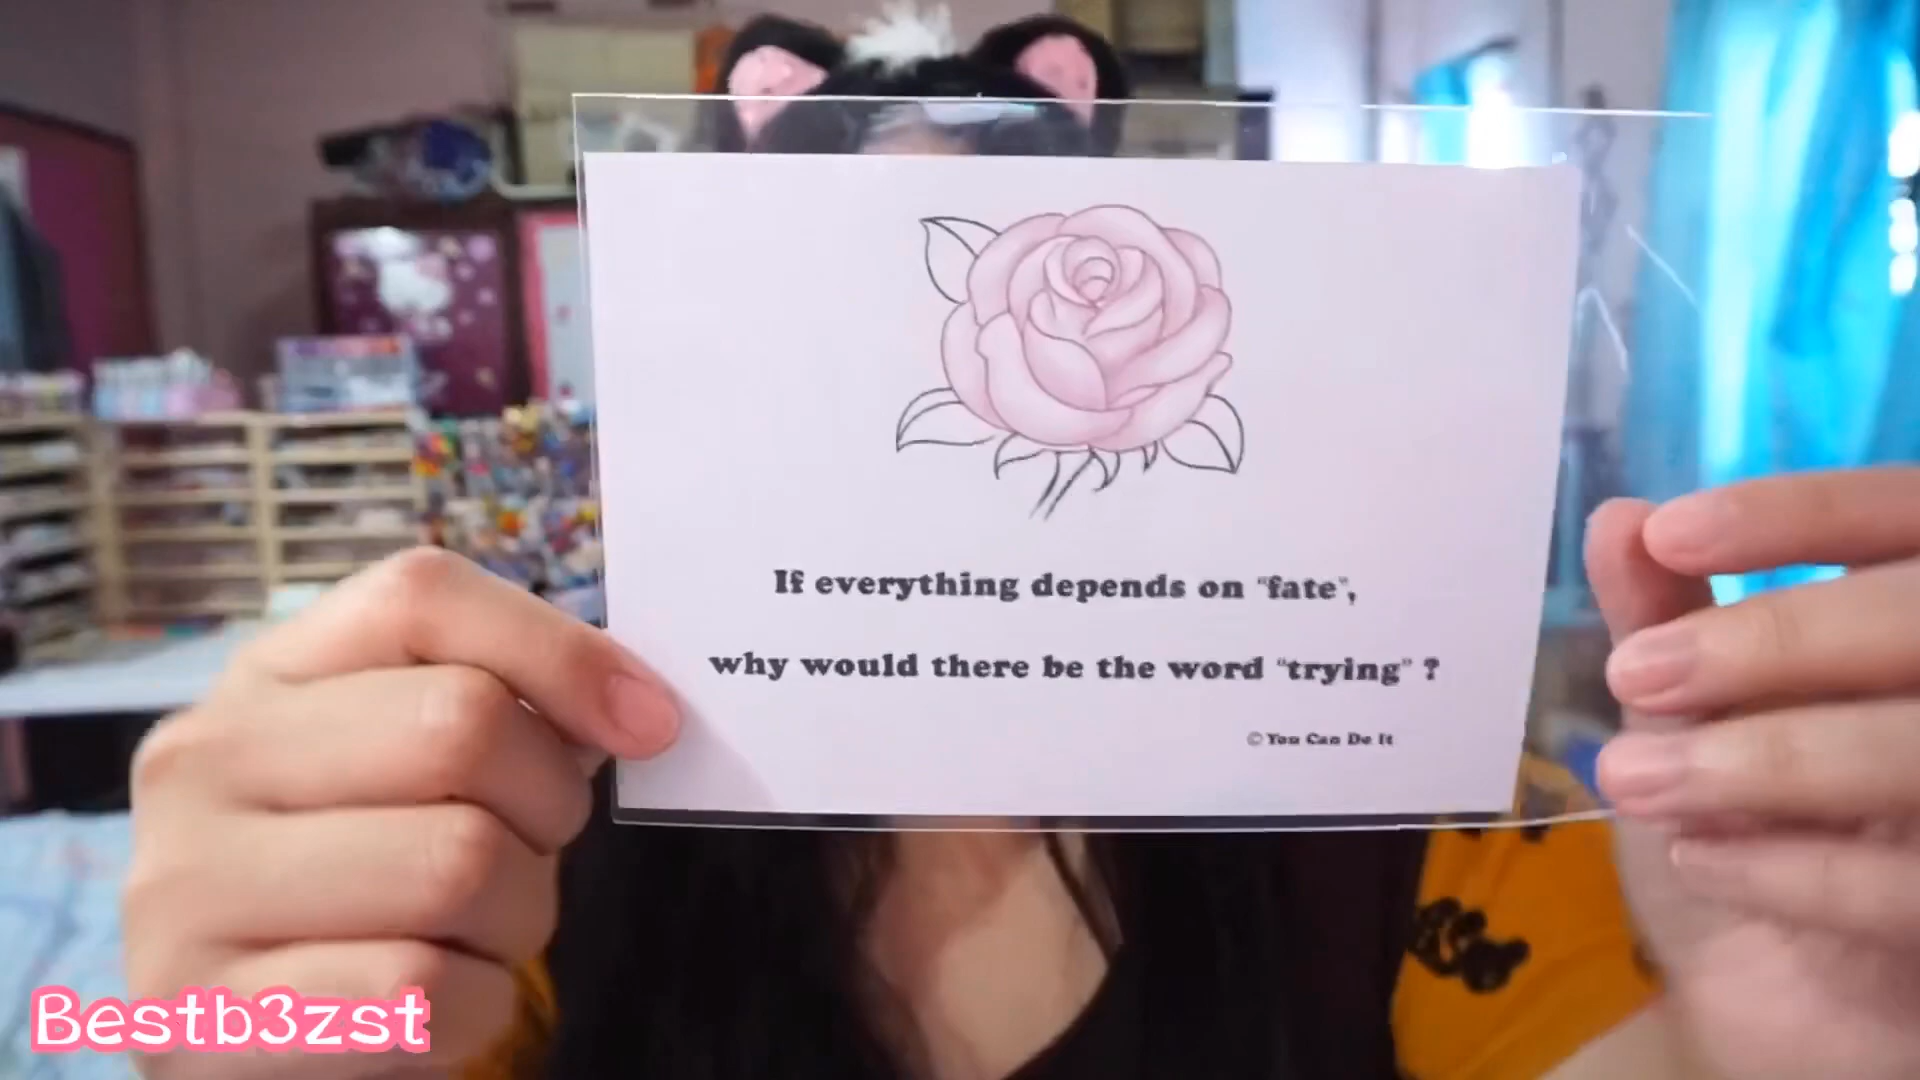 If everything depends on "fate",
why would there be the word "trying" ?
© You Can Do It
Bestb3zst